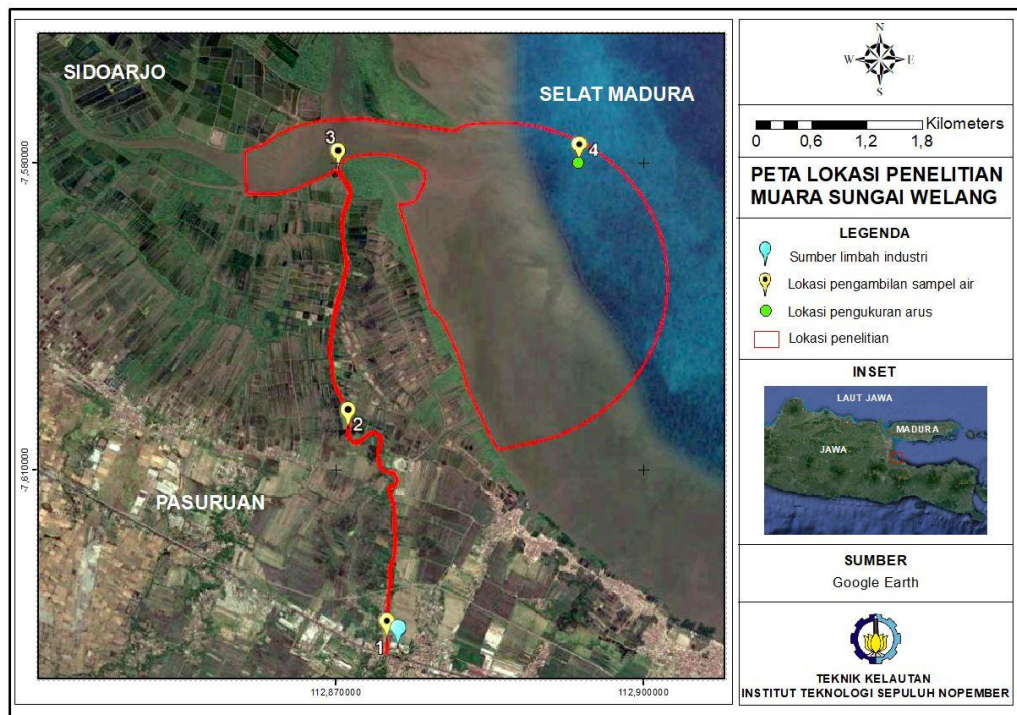 SIDOARJO
SELAT MADURA
3
4
2
PASURUAN
1
-7,580000
-7,610000
112,870000
112,900000
N
W
E
S
Kilometers
0 0,6 1,2 1,8
PETA LOKASI PENELITIAN
MUARA SUNGAI WELANG
LEGENDA
Sumber limbah industri
Lokasi pengambilan sampel air
Lokasi pengukuran arus
Lokasi penelitian
INSET
LAUT JAWA
MADURA
JAWA
SUMBER
Google Earth
TEKNIK KELAUTAN
INSTITUT TEKNOLOGI SEPULUH NOPEMBER